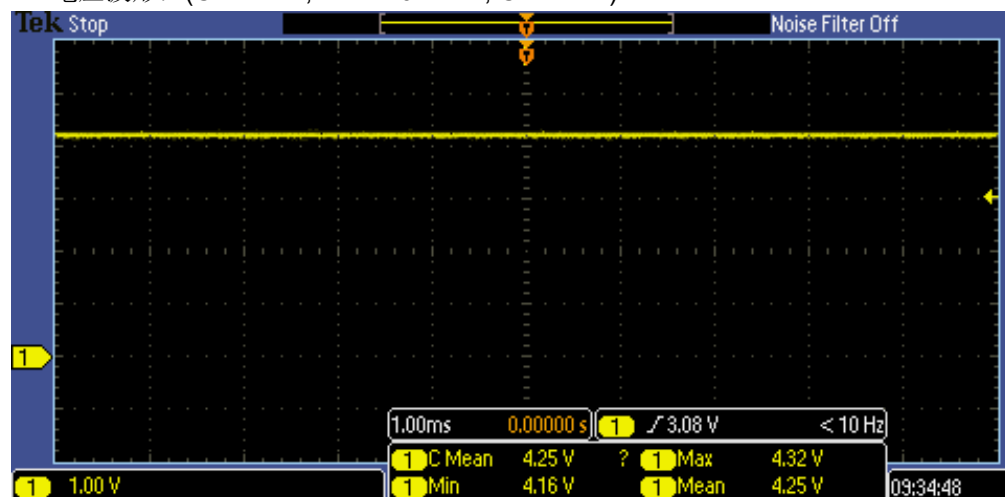 Tek Stop Noise Filter Off
1
1.00ms 0.00000 s 1 3.08 V < 10 Hz
1 C Mean 4.25 V ? 1 Max 4.32 V
1 1.00 V 1 Min 4.16 V 1 Mean 4.25 V 09:34:48